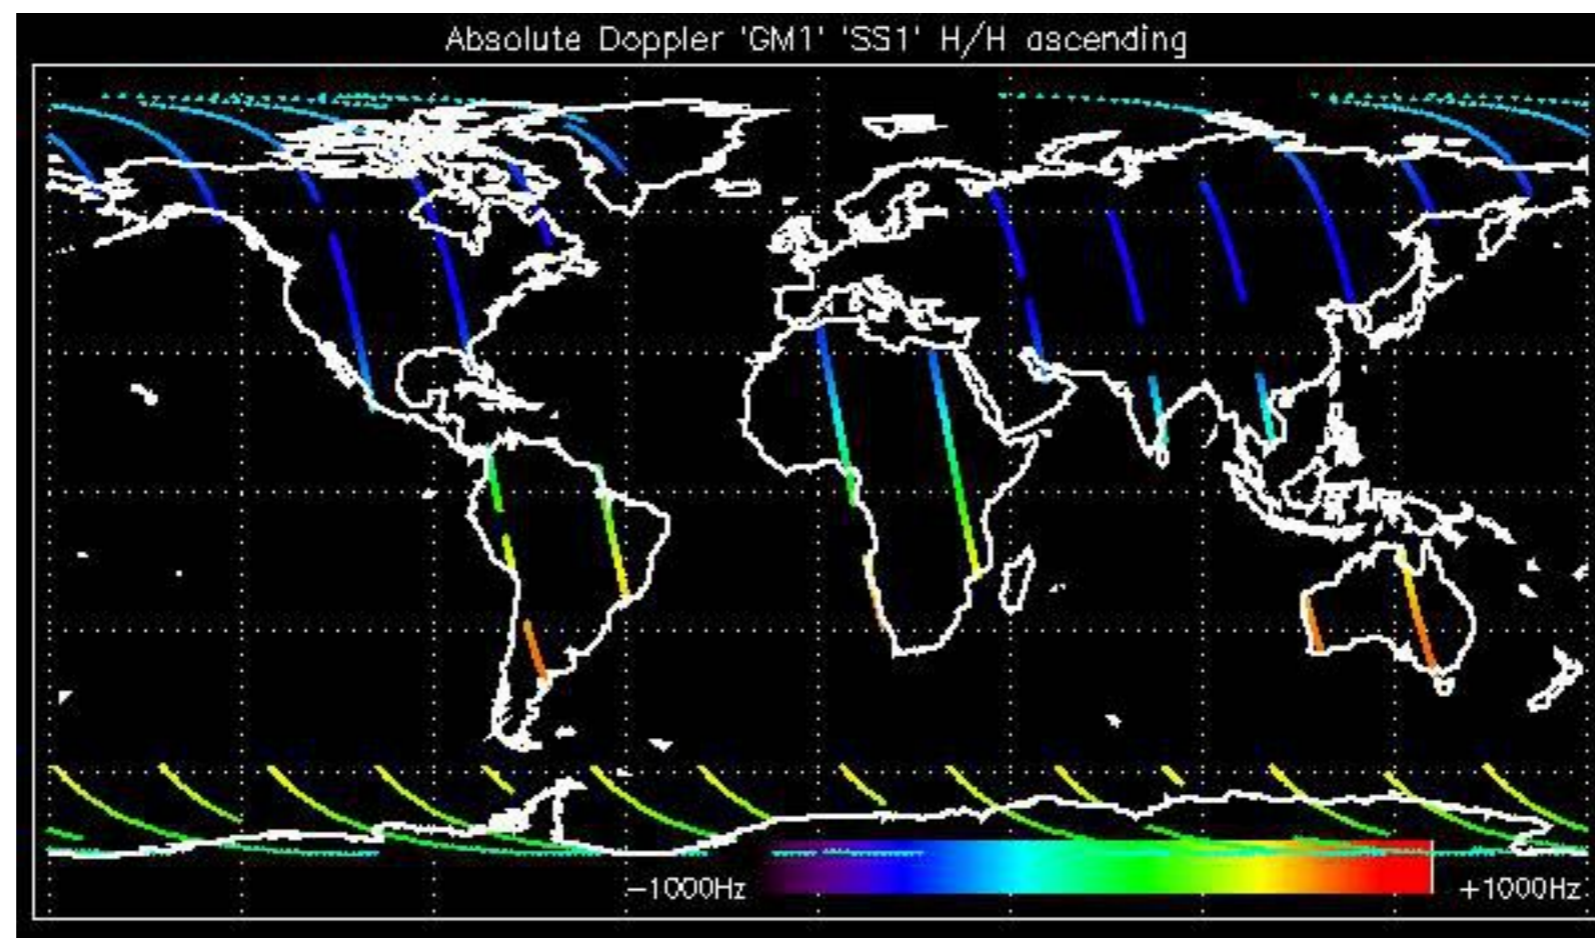 Absolute Doppler 'GM1' 'SS1' H/H ascending
-1000Hz
+1000Hz